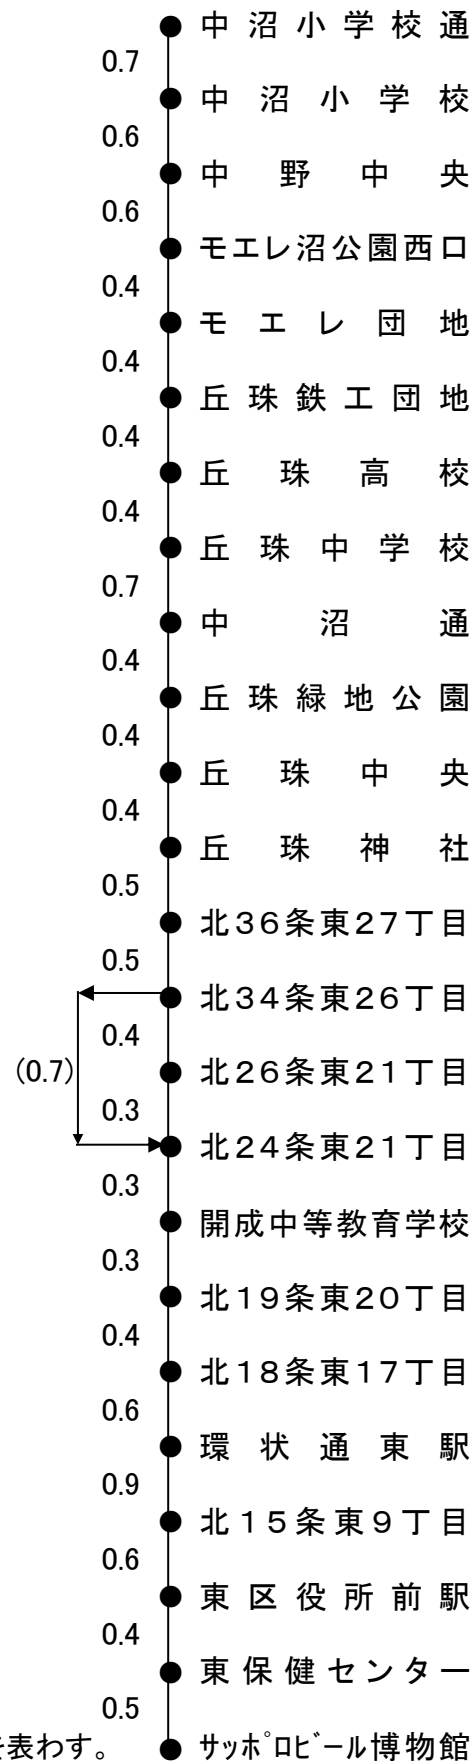 中沼小学校通
0.7
中沼小学校
0.6
中野中央
0.6
モエレ沼公園西口
0.4
モエレ団地
0.4
丘珠鉄工団地
0.4
丘珠高校
0.4
丘珠中学校
0.7
中沼通
0.4
丘珠緑地公園
0.4
丘珠中央
0.4
丘珠神社
0.5
北36条東27丁目
0.5
北34条東26丁目
0.4
(0.7)
北26条東21丁目
0.3
北24条東21丁目
0.3
開成中等教育学校
0.3
北19条東20丁目
0.4
北18条東17丁目
0.6
環状通東駅
0.9
北15条東9丁目
0.6
東区役所前駅
0.4
東保健センター
0.5
を表わす。 サッポロビール博物館